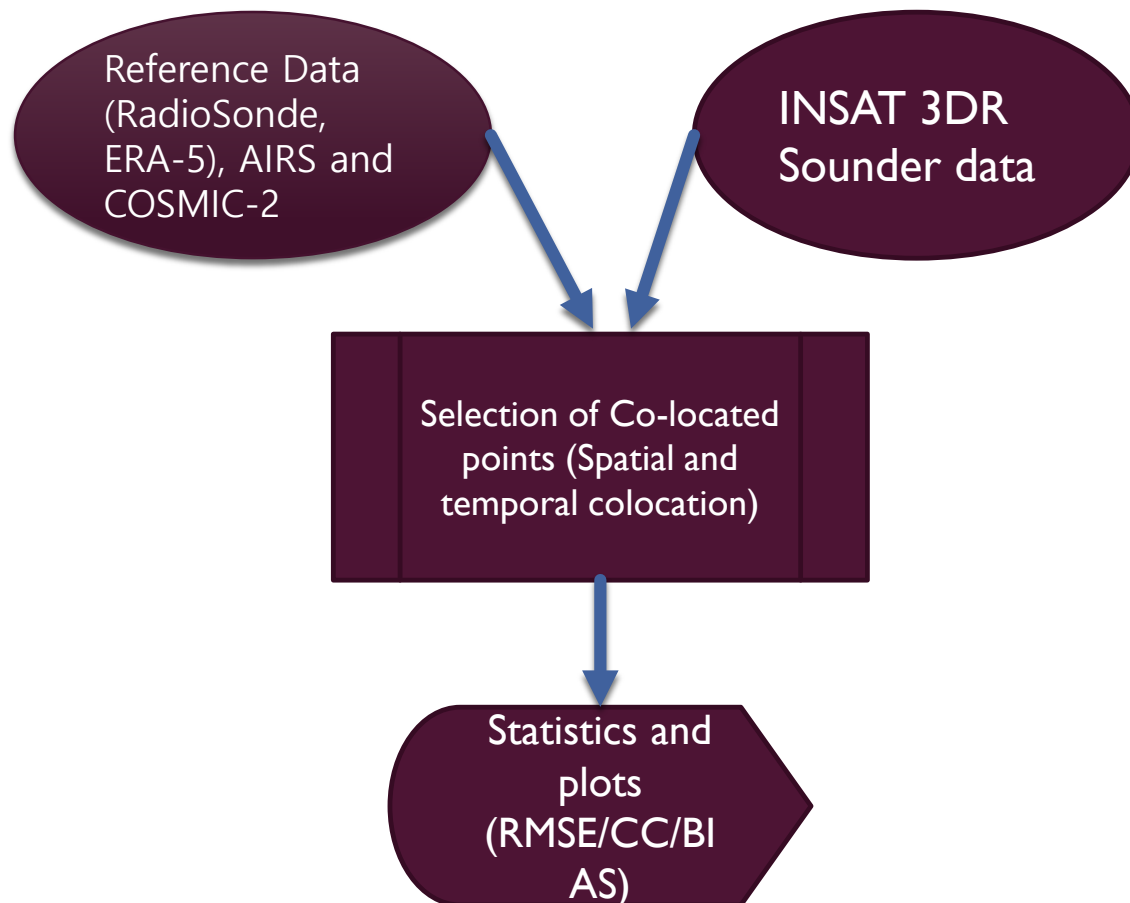 Reference Data
(RadioSonde,
ERA-5), AIRS and
COSMIC-2
INSAT 3DR
Sounder data
Selection of Co-located
points (Spatial and
temporal colocation)
Statistics and
plots
(RMSE/CC/BI
AS)